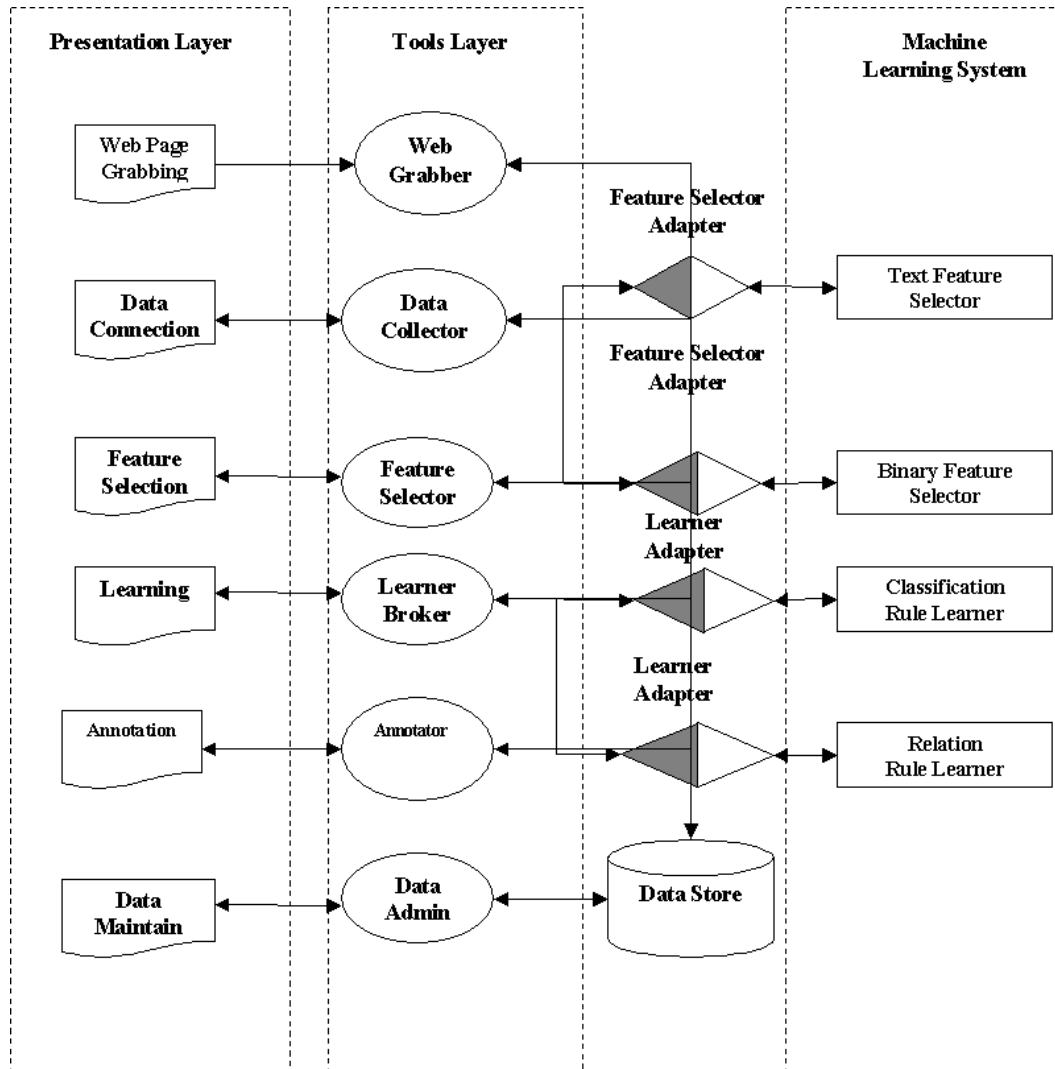 Presentation Layer
Tools Layer
Machine
Learning System
Web Page
Grabbing
Web
Grabber
Feature Selector
Adapter
Data
Connection
Data
Collector
Text Feature
Selector
Feature Selector
Adapter
Feature
Selection
Feature
Selector
Binary Feature
Selector
Learner
Adapter
Learning
Learner
Broker
Classification
Rule Learner
Learner
Adapter
Annotation
Annotator
Relation
Rule Learner
Data
Maintain
Data
Admin
Data Store